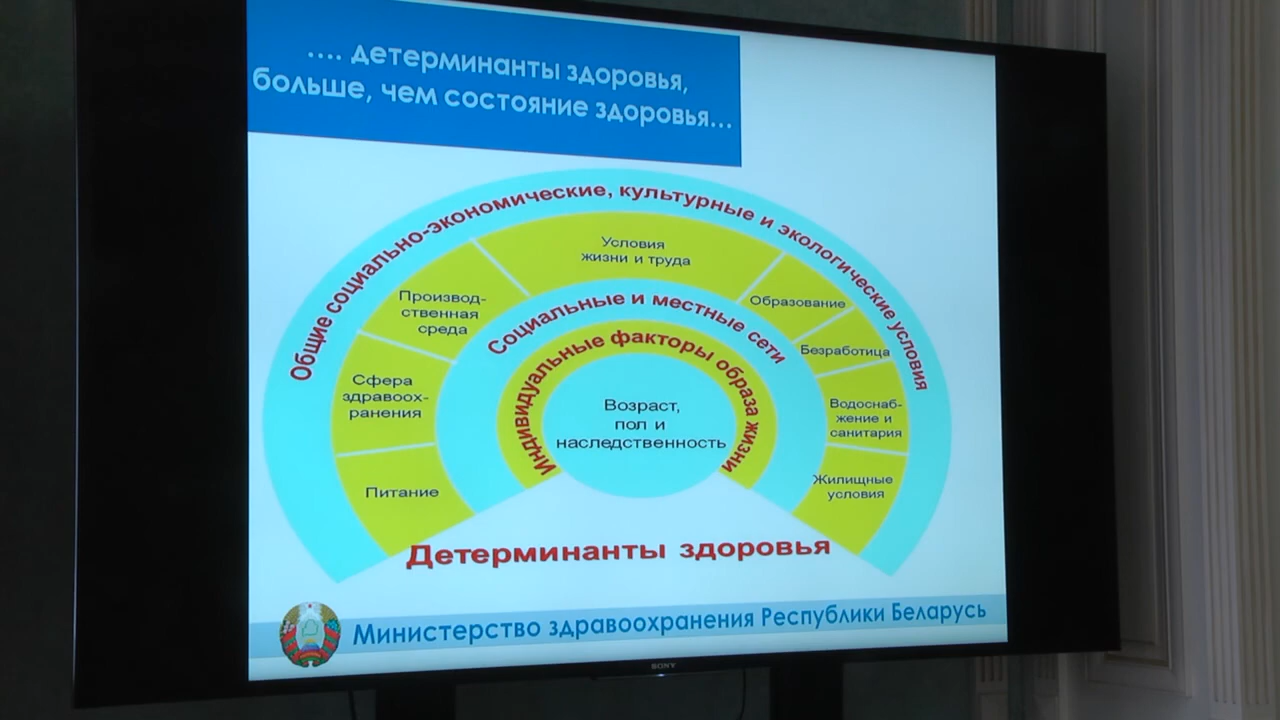 .... детерминанты здоровья,
больше, чем состояние здоровья...
Общие социально-экономические, культурные и экологические условия
Условия
жизни и труда
Производ-
ственная
среда
Образование
Безработица
Сфера
здравоох-
ранения
Водоснаб-
жение и
санитария
Питание
Жилищные
условия
Социальные и местные сети
Индивидуальные факторы образа жизни
Возраст,
пол и
наследственность
Детерминанты здоровья
Министерство здравоохранения Республики Беларусь
SONY